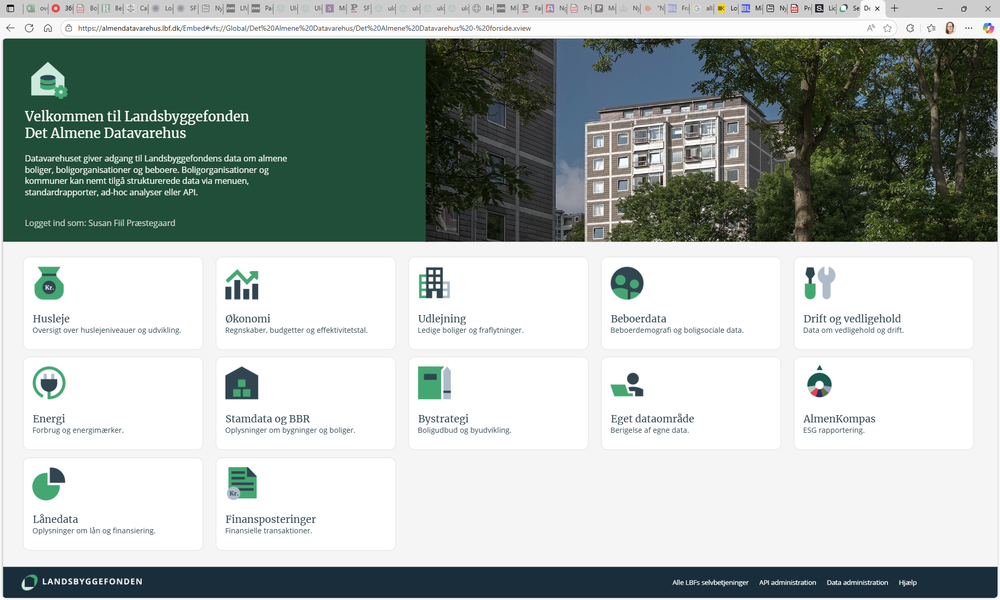 https://almendatavarehus.lbf.dk/Embed#vfs://Global/Det%20Almene%20Datavarehus/Det%20Almene%20Datavarehus%20-%20forside.xview
Velkommen til Landsbyggefonden
Det Almene Datavarehus
Datavarehuset giver adgang til Landsbyggefondens data om almene
boliger, boligorganisationer og beboere. Boligorganisationer og
kommuner kan nemt tilgå strukturerede data via menuen,
standardrapporter, ad-hoc analyser eller API.
Logget ind som: Susan Fiil Præstegaard
Kr.
Husleje
Oversigt over huslejeniveauer og udvikling.
Økonomi
Regnskaber, budgetter og effektivitetstal.
Udlejning
Ledige boliger og fraflytninger.
Beboerdata
Beboerdemografi og boligsociale data.
Drift og vedligehold
Data om vedligehold og drift.
Energi
Forbrug og energimærker.
Stamdata og BBR
Oplysninger om bygninger og boliger.
Bystrategi
Boligudbud og byudvikling.
Eget dataområde
Berigelse af egne data.
AlmenKompas
ESG rapportering.
Lånedata
Oplysninger om lån og finansiering.
Kr.
Finansposteringer
Finansielle transaktioner.
LANDSBYGGEFONDEN
Alle LBFs selvbetjeninger API administration Data administration Hjælp